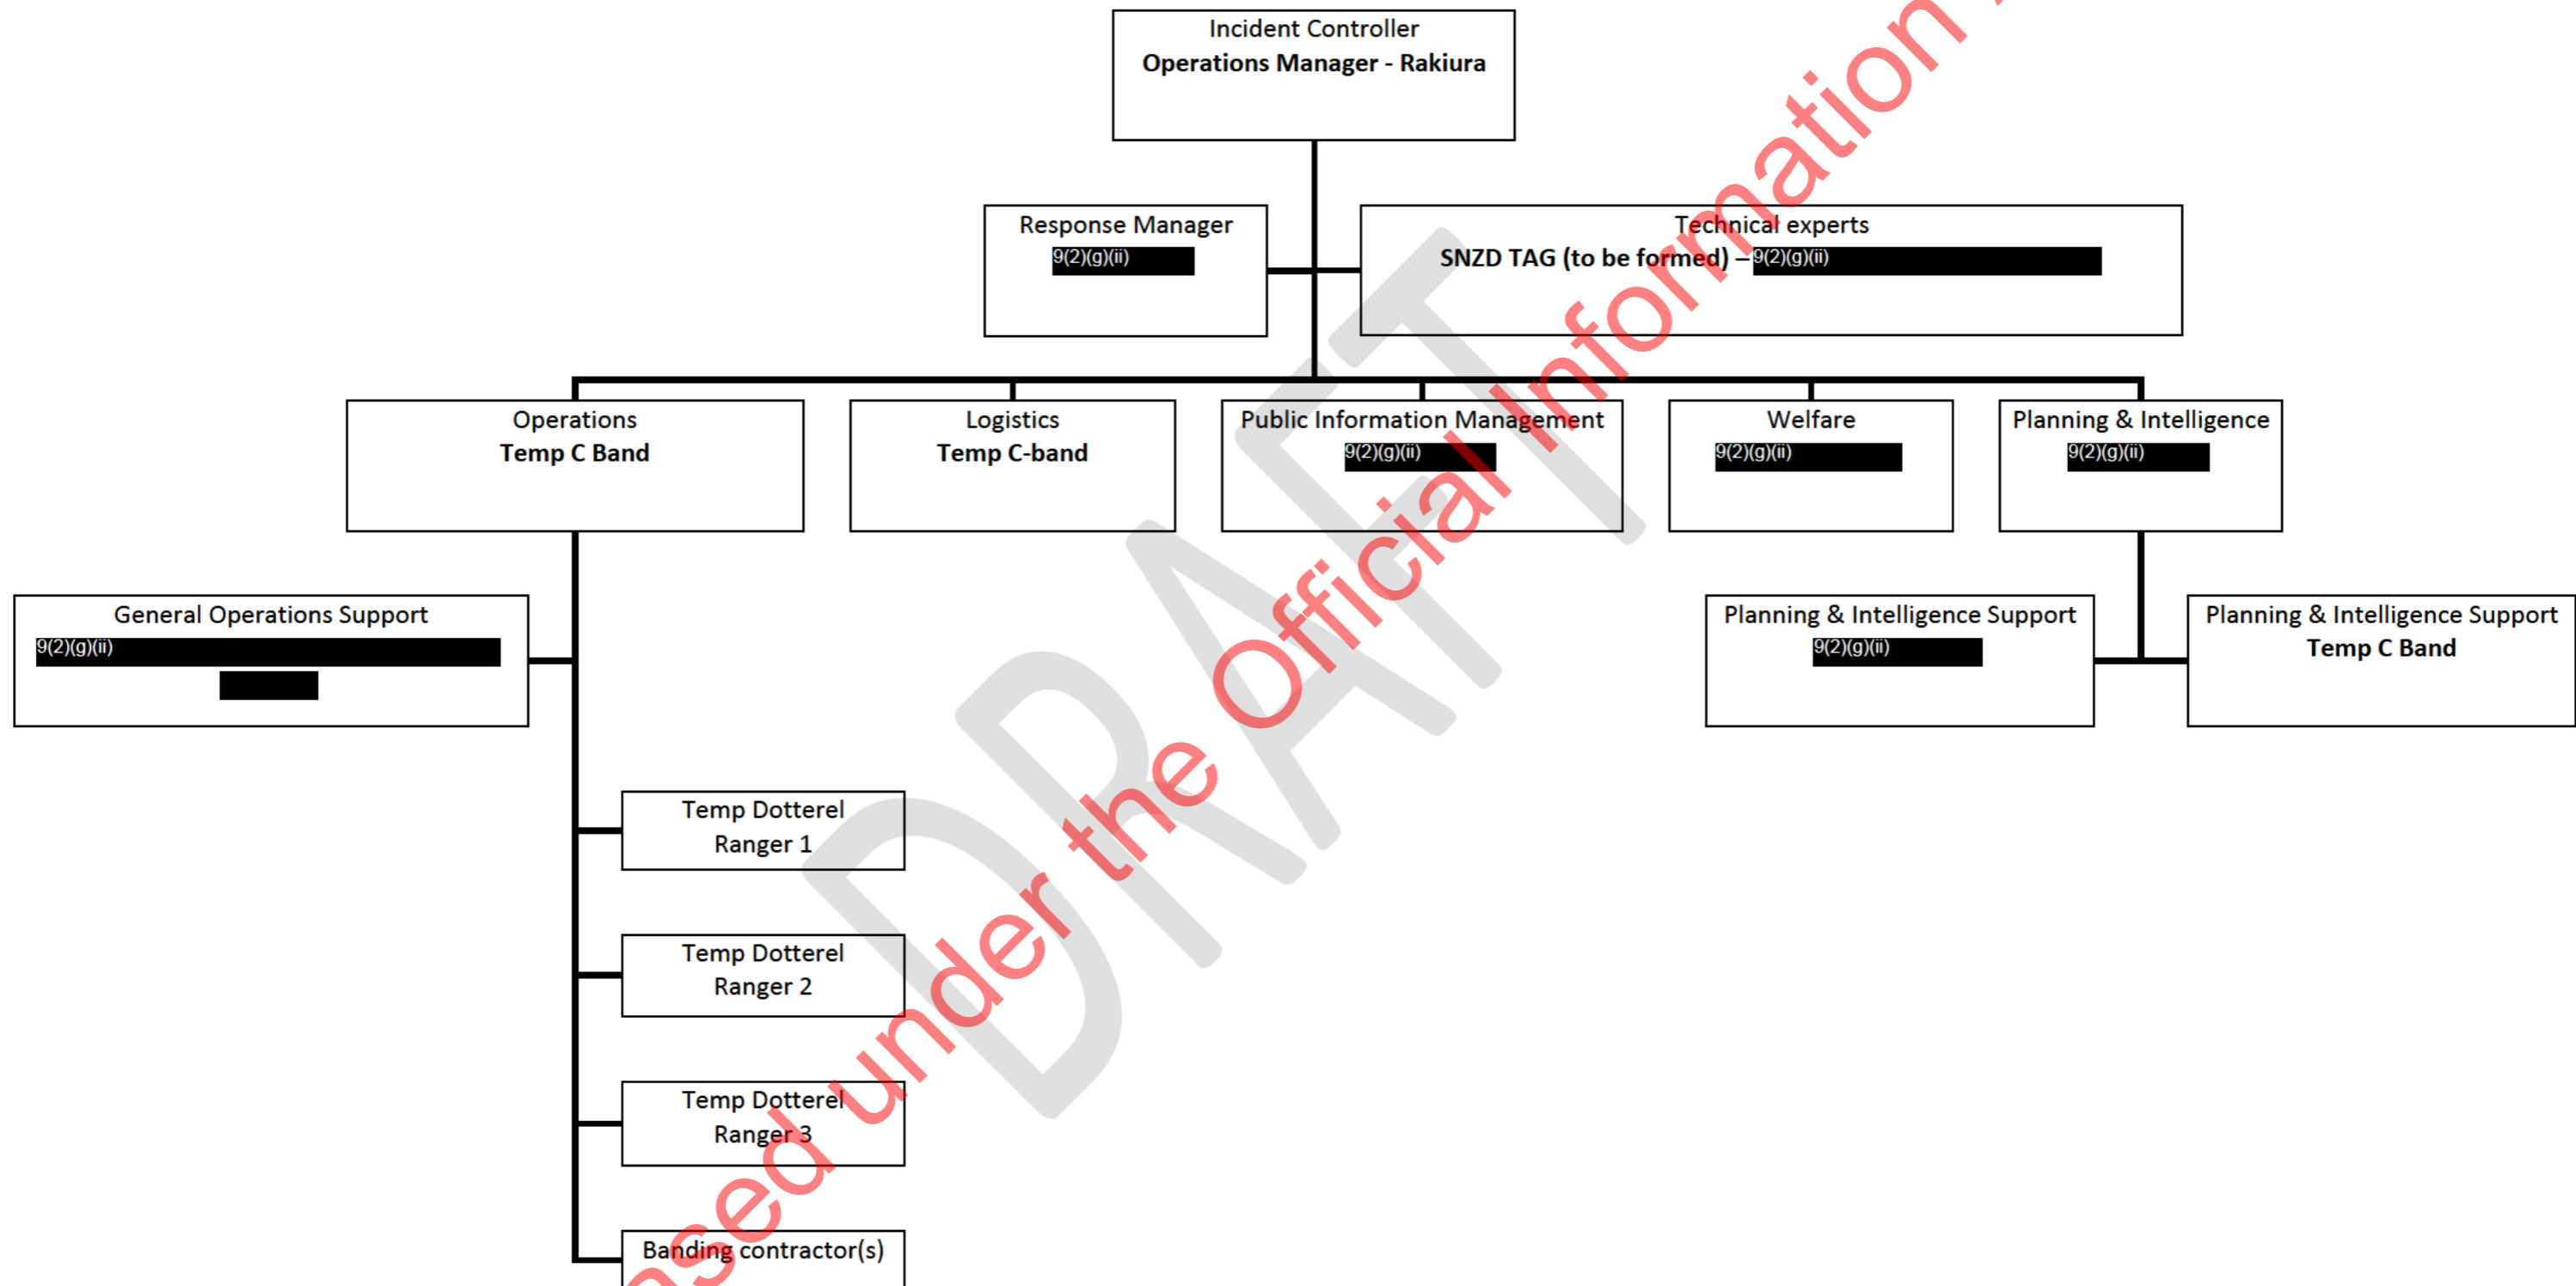 Incident Controller
Operations Manager - Rakiura
Response Manager
9(2)(g)(ii)
Technical experts
SNZD TAG (to be formed) – 9(2)(g)(ii)
Operations
Temp C Band
Logistics
Temp C-band
Public Information Management
9(2)(g)(ii)
Welfare
9(2)(g)(ii)
Planning & Intelligence
9(2)(g)(ii)
General Operations Support
9(2)(g)(ii)
Planning & Intelligence Support
9(2)(g)(ii)
Planning & Intelligence Support
Temp C Band
Temp Dotterel
Ranger 1
Temp Dotterel
Ranger 2
Temp Dotterel
Ranger 3
Banding contractor(s)
DRAFT
under the Official Information